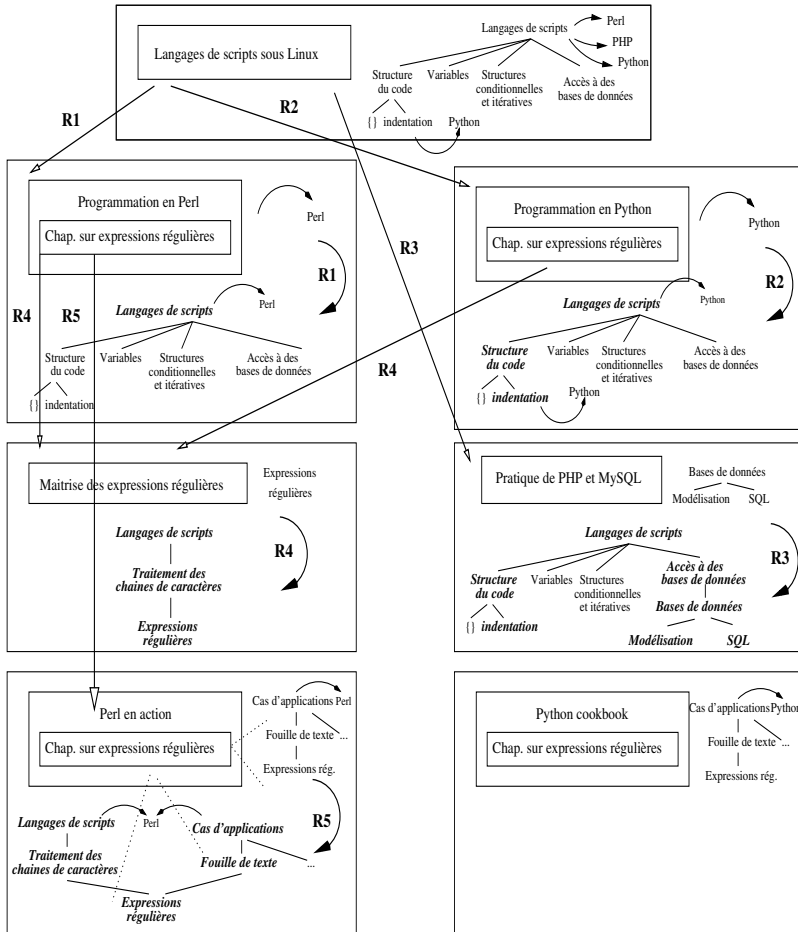 Langages de scripts sous Linux
Langages de scripts
Perl
PHP
Python
Structure
du code
Variables
Structures
conditionnelles
et itératives
Accès à des
bases de données
{} indentation
Python
R1
R2
R3
Programmation en Perl
Chap. sur expressions régulières
Perl
R1
R4
R5
Langages de scripts
Perl
Structure
du code
Variables
Structures
conditionnelles
et itératives
Accès à des
bases de données
{} indentation
Programmation en Python
Chap. sur expressions régulières
Python
R2
Langages de scripts
Python
Structure
du code
Variables
Structures
conditionnelles
et itératives
Accès à des
bases de données
{} indentation
Python
R4
Maitrise des expressions régulières
Expressions
régulières
R4
Langages de scripts
Traitement des
chaines de caractères
Expressions
régulières
Pratique de PHP et MySQL
Bases de données
Modélisation
SQL
R3
Langages de scripts
Structure
du code
Variables
Structures
conditionnelles
et itératives
Accès à des
bases de données
{} indentation
Bases de données
Modélisation
SQL
Perl en action
Chap. sur expressions régulières
Cas d'applications
Perl
Fouille de texte
...
Expressions rég.
R5
Langages de scripts
Perl
Cas d'applications
Traitement des
chaines de caractères
Fouille de texte
...
Expressions
régulières
Python cookbook
Chap. sur expressions régulières
Cas d'applications
Python
Fouille de texte
...
Expressions rég.